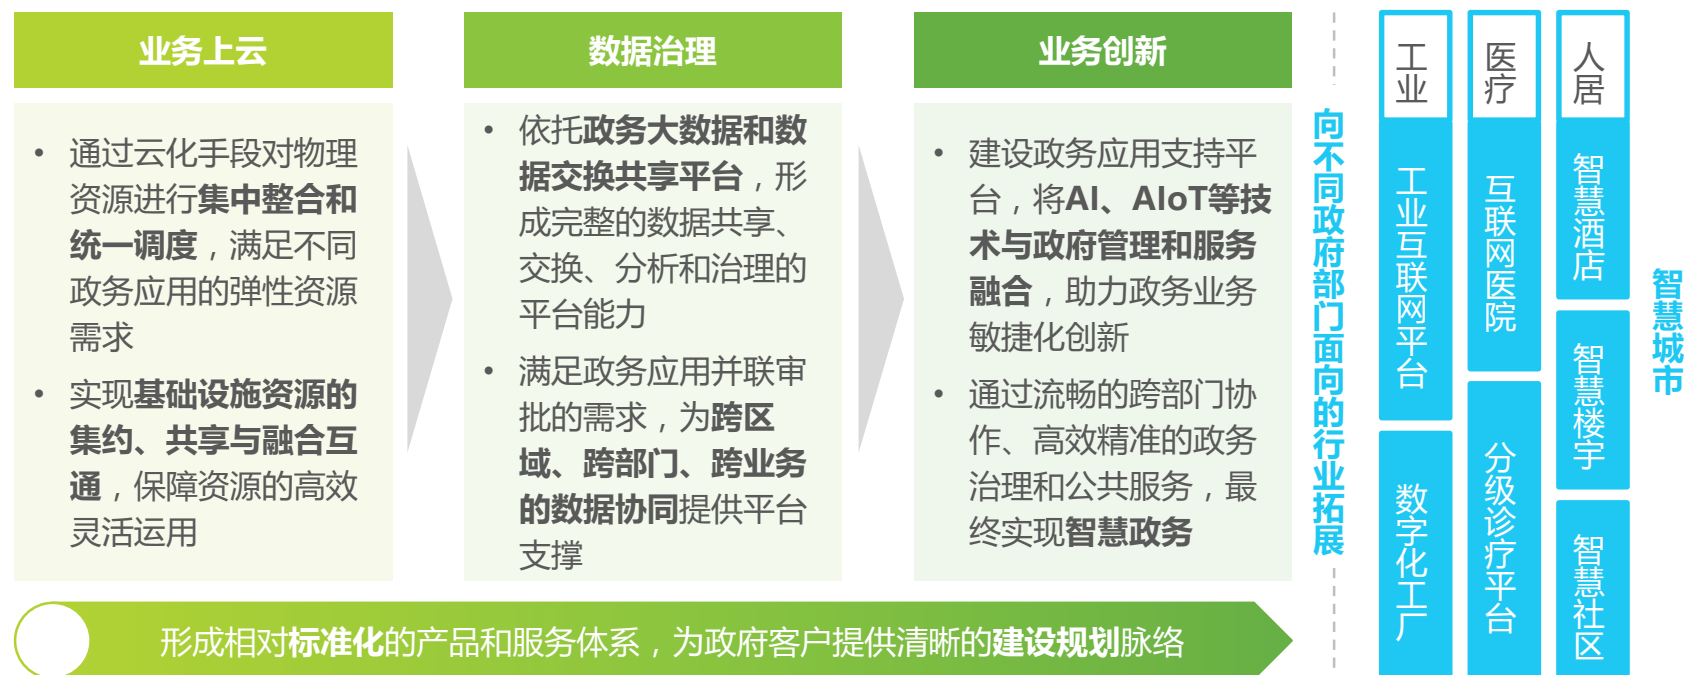 业务上云
通过云化手段对物理
资源进行集中整合和
统一调度，满足不同
政务应用的弹性资源
需求
实现基础设施资源的
集约、共享与融合互
通，保障资源的高效
灵活运用
数据治理
依托政务大数据和数
据交换共享平台，形
成完整的数据共享、
交换、分析和治理的
平台能力
满足政务应用并联审
批的需求，为跨区
域、跨部门、跨业务
的数据协同提供平台
支撑
业务创新
建设政务应用支持平
台，将AI、AIoT等技
术与政府管理和服务
融合，助力政务业务
敏捷化创新
通过流畅的跨部门协
作、高效精准的政务
治理和公共服务，最
终实现智慧政务
形成相对标准化的产品和服务体系，为政府客户提供清晰的建设规划脉络
向不同政府部门面向的行业拓展
工业
工业互联网平台
数字化工厂
医疗
互联网医院
分级诊疗平台
人居
智慧酒店
智慧楼宇
智慧社区
智慧城市